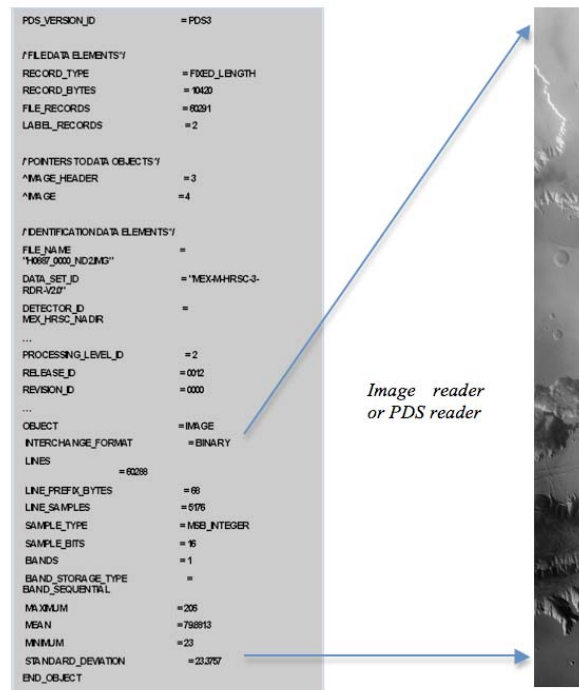 PDS_VERSION_ID = PDS3
/*FILE DATA ELEMENTS*/
RECORD_TYPE = FIXED_LENGTH
RECORD_BYTES = 10420
FILE_RECORDS = 60291
LABEL_RECORDS = 2
/*POINTERS TO DATA OBJECTS*/
^IMAGE_HEADER = 3
^IMAGE = 4
/*IDENTIFICATION DATA ELEMENTS*/
FILE_NAME =
"H0887_0000_ND2.IMG"
DATA_SET_ID = "MEX-M-HRSC-3-
RDR-V2.0"
DETECTOR_ID =
MEX_HRSC_NADIR
...
PROCESSING_LEVEL_ID = 2
RELEASE_ID = 0012
REVISION_ID = 0000
...
OBJECT = IMAGE
INTERCHANGE_FORMAT = BINARY
LINES
= 60288
LINE_PREFIX_BYTES = 68
LINE_SAMPLES = 5176
SAMPLE_TYPE = MSB_INTEGER
SAMPLE_BITS = 16
BANDS = 1
BAND_STORAGE_TYPE =
BAND_SEQUENTIAL
MAXIMUM = 206
MEAN = 79.8813
MINIMUM = 23
STANDARD_DEVIATION = 23.3757
END_OBJECT
Image reader
or PDS reader